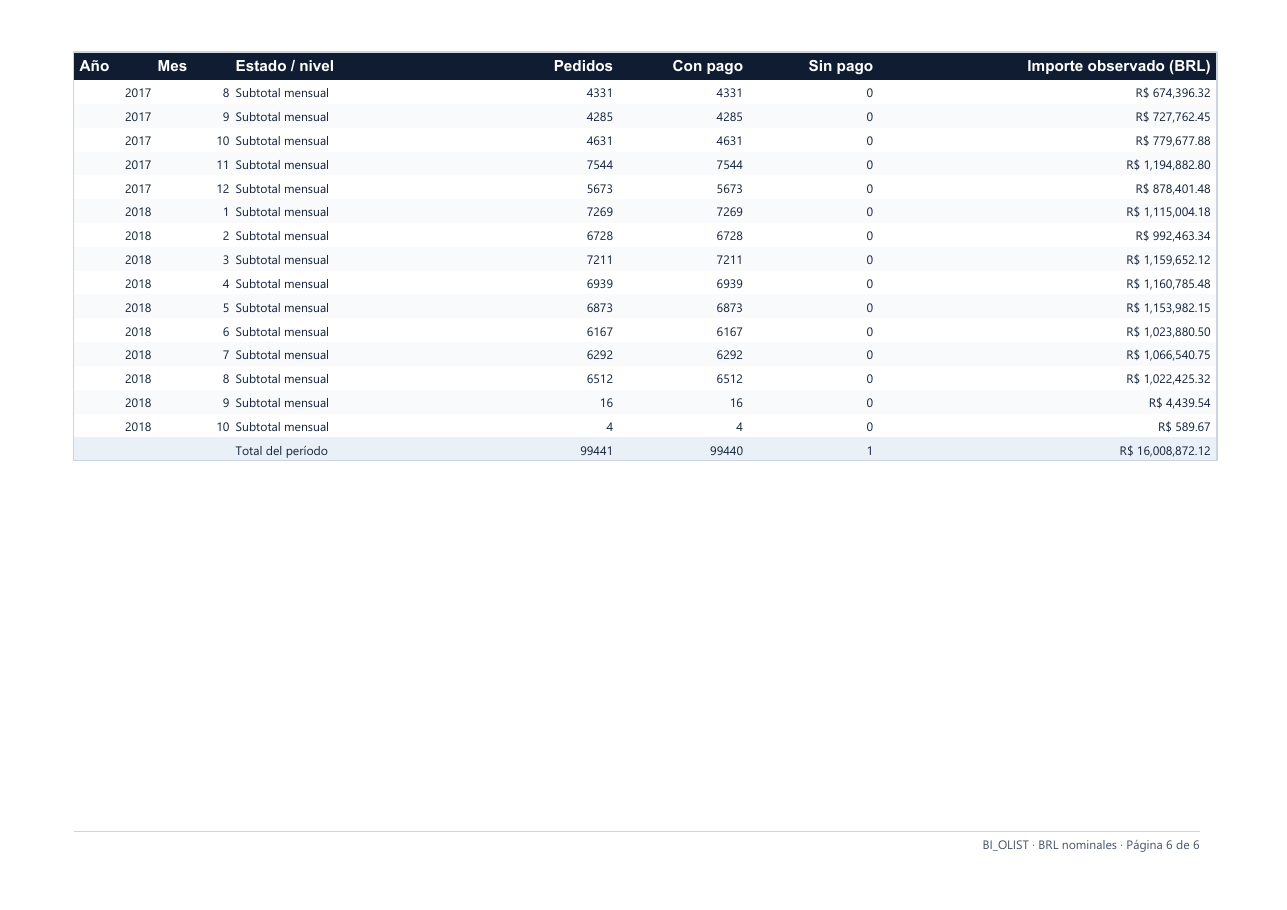 Año Mes Estado / nivel Pedidos Con pago Sin pago Importe observado (BRL)
2017 8 Subtotal mensual 4331 4331 0 R$ 674,396.32
2017 9 Subtotal mensual 4285 4285 0 R$ 727,762.45
2017 10 Subtotal mensual 4631 4631 0 R$ 779,677.88
2017 11 Subtotal mensual 7544 7544 0 R$ 1,194,882.80
2017 12 Subtotal mensual 5673 5673 0 R$ 878,401.48
2018 1 Subtotal mensual 7269 7269 0 R$ 1,115,004.18
2018 2 Subtotal mensual 6728 6728 0 R$ 992,463.34
2018 3 Subtotal mensual 7211 7211 0 R$ 1,159,652.12
2018 4 Subtotal mensual 6939 6939 0 R$ 1,160,785.48
2018 5 Subtotal mensual 6873 6873 0 R$ 1,153,982.15
2018 6 Subtotal mensual 6167 6167 0 R$ 1,023,880.50
2018 7 Subtotal mensual 6292 6292 0 R$ 1,066,540.75
2018 8 Subtotal mensual 6512 6512 0 R$ 1,022,425.32
2018 9 Subtotal mensual 16 16 0 R$ 4,439.54
2018 10 Subtotal mensual 4 4 0 R$ 589.67
Total del período 99441 99440 1 R$ 16,008,872.12
BI_OLIST · BRL nominales · Página 6 de 6